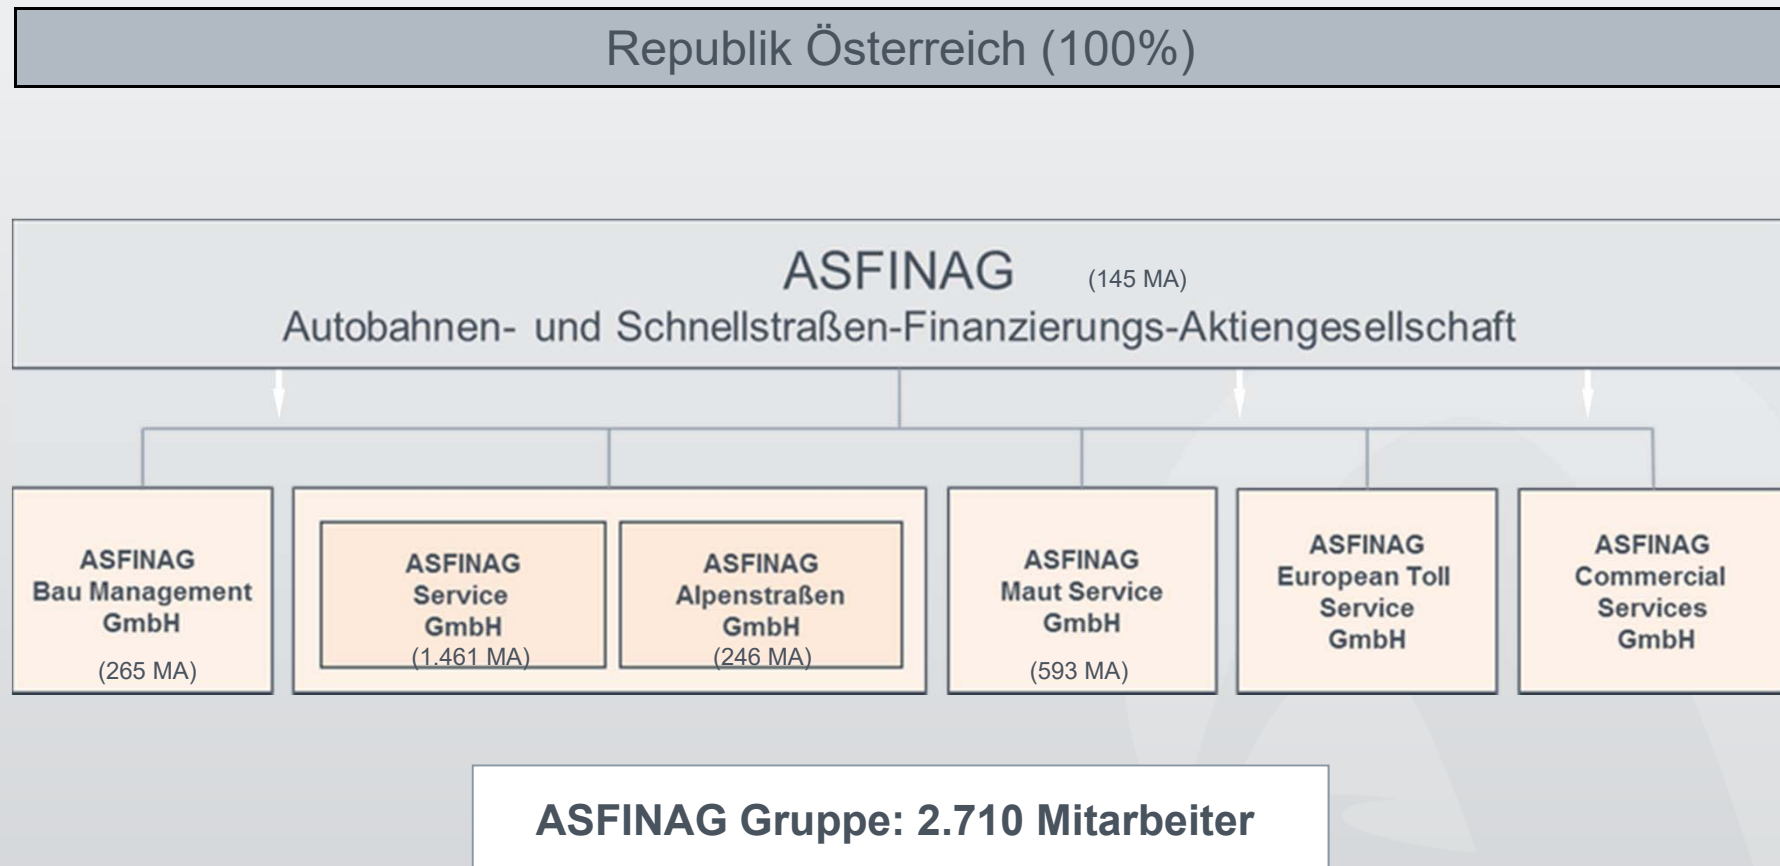 Republik Österreich (100%)
ASFINAG (145 MA)
Autobahnen- und Schnellstraßen-Finanzierungs-Aktiengesellschaft
ASFINAG
Bau Management
GmbH
(265 MA)
ASFINAG
Service
GmbH
(1.461 MA)
ASFINAG
Alpenstraßen
GmbH
(246 MA)
ASFINAG
Maut Service
GmbH
(593 MA)
ASFINAG
European Toll
Service
GmbH
ASFINAG
Commercial
Services
GmbH
ASFINAG Gruppe: 2.710 Mitarbeiter